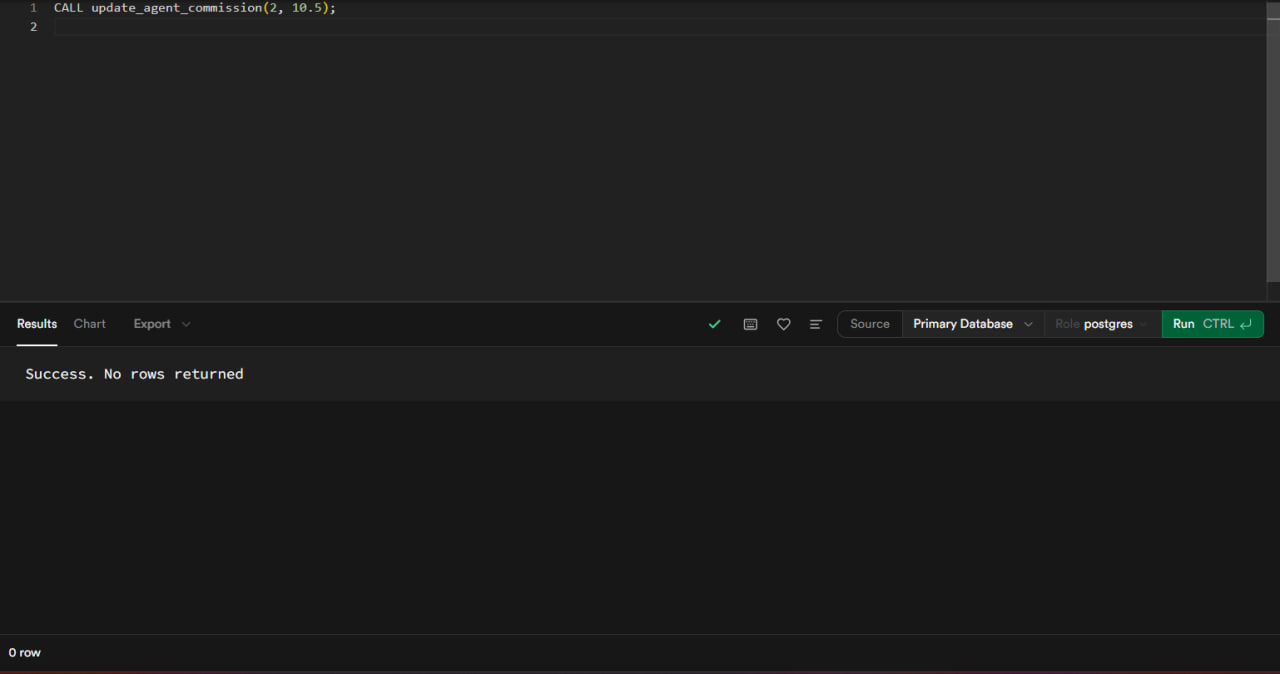 1 CALL update_agent_commission(2, 10.5);
2
Results Chart Export Source Primary Database Role postgres Run CTRL
Success. No rows returned
0 row